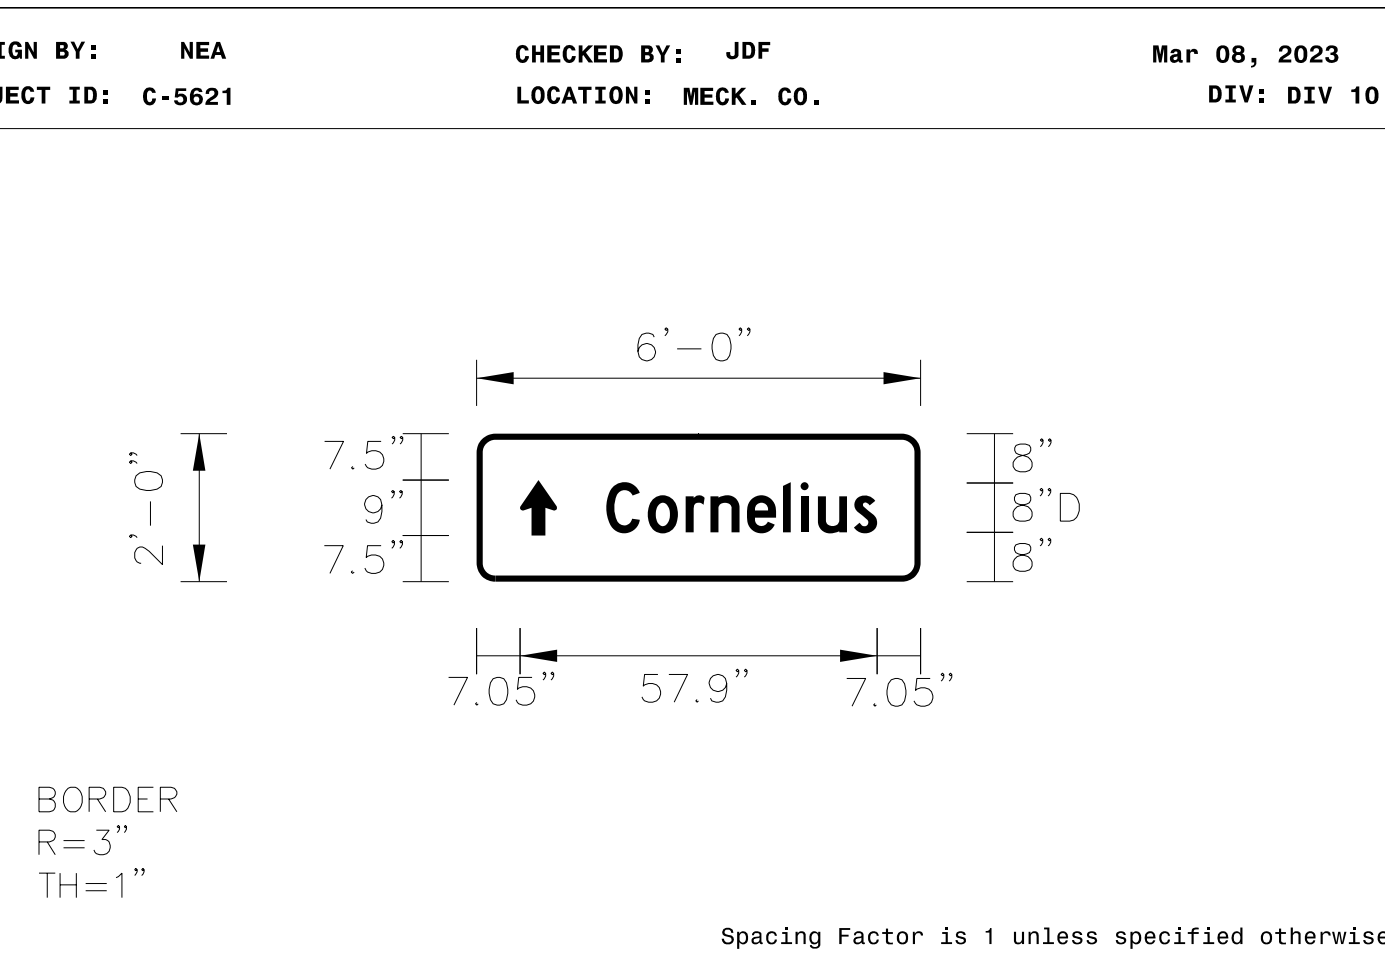 IGN BY: NEA CHECKED BY: JDF Mar 08, 2023
JECT ID: C-5621 LOCATION: MECK. CO. DIV: DIV 10
6'-0"
2'-0"
7.5"
9"
7.5"
Cornelius
8"
8"D
8"
7.05" 57.9" 7.05"
BORDER
R=3"
TH=1"
Spacing Factor is 1 unless specified otherwise